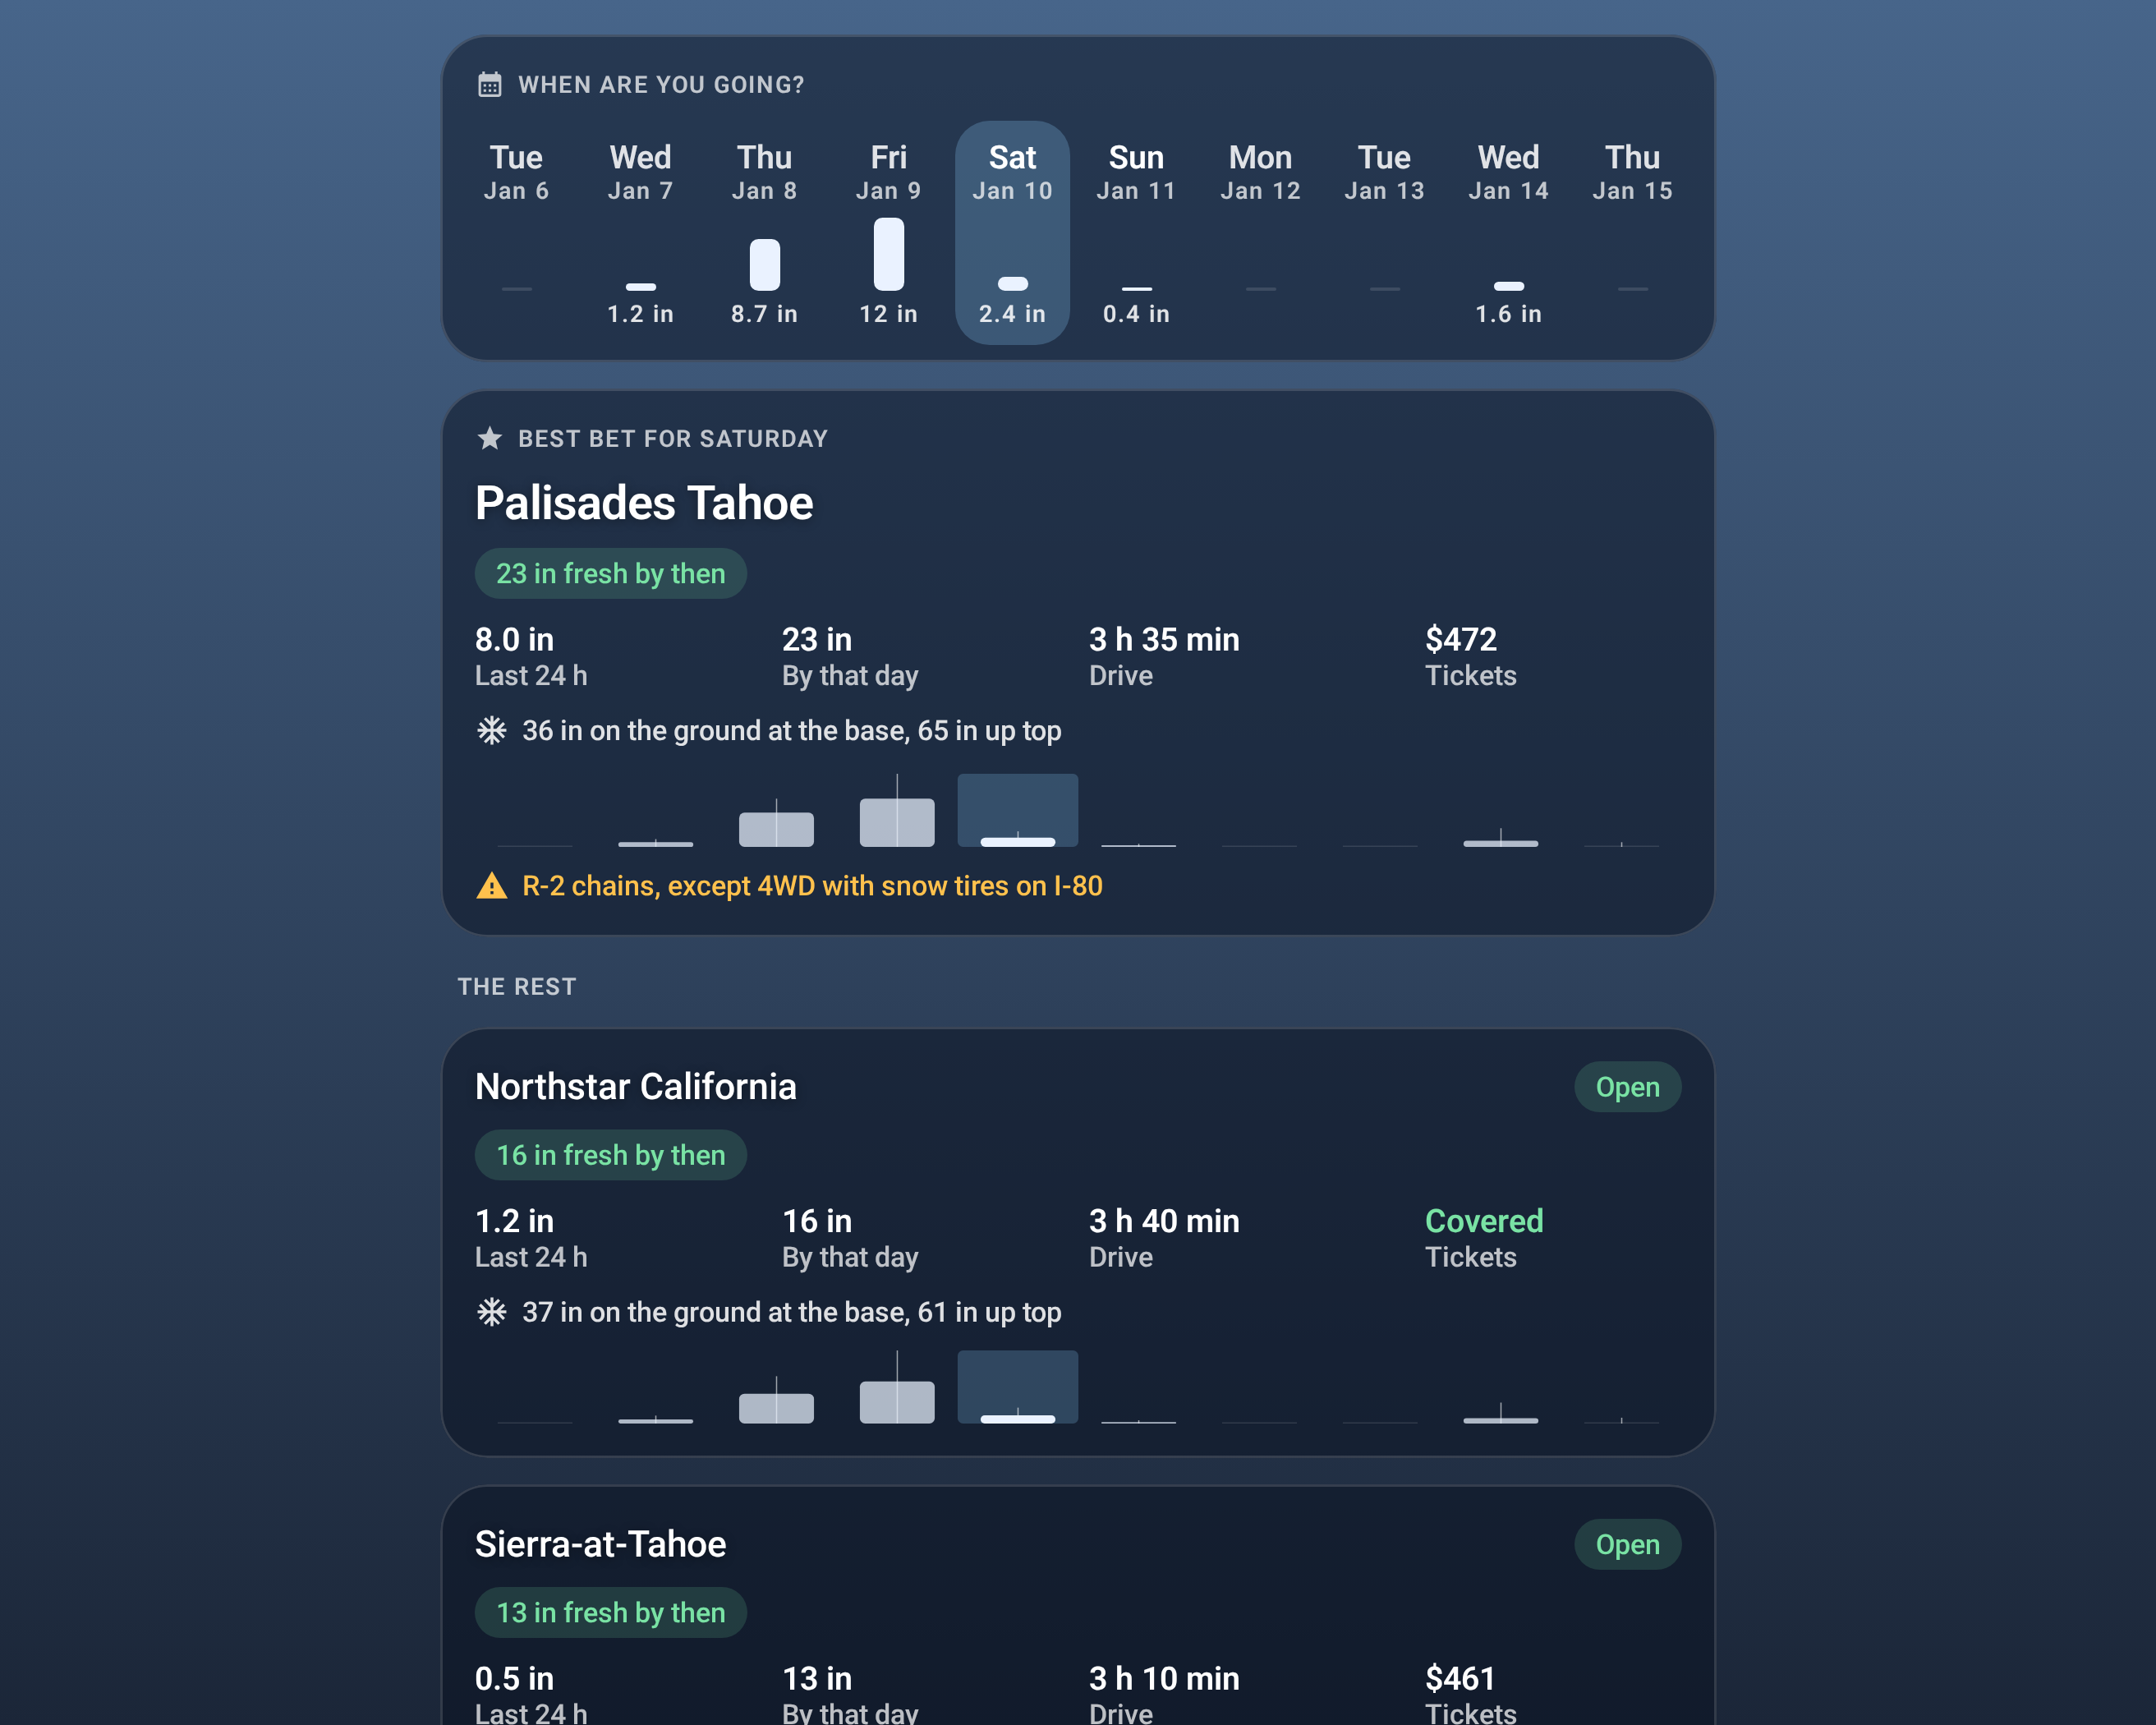 WHEN ARE YOU GOING?
Tue Wed Thu Fri Sat Sun Mon Tue Wed Thu
Jan 6 Jan 7 Jan 8 Jan 9 Jan 10 Jan 11 Jan 12 Jan 13 Jan 14 Jan 15
1.2 in 8.7 in 12 in 2.4 in 0.4 in 1.6 in
BEST BET FOR SATURDAY
Palisades Tahoe
23 in fresh by then
8.0 in 23 in 3 h 35 min $472
Last 24 h By that day Drive Tickets
36 in on the ground at the base, 65 in up top
R-2 chains, except 4WD with snow tires on I-80
THE REST
Northstar California Open
16 in fresh by then
1.2 in 16 in 3 h 40 min Covered
Last 24 h By that day Drive Tickets
37 in on the ground at the base, 61 in up top
Sierra-at-Tahoe Open
13 in fresh by then
0.5 in 13 in 3 h 10 min $461
Last 24 h By that day Drive Tickets